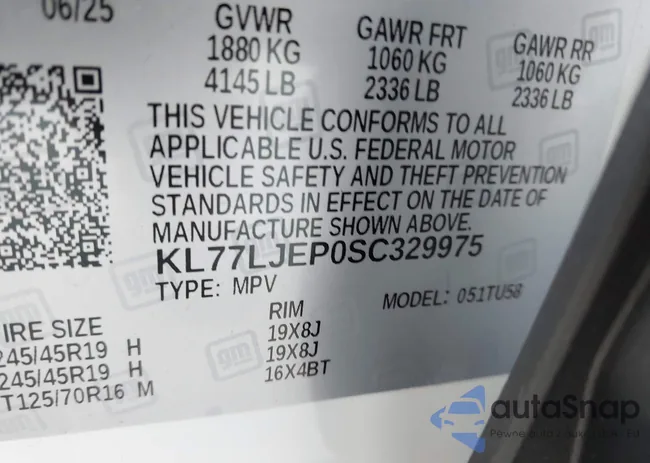 06/25
GVWR GAWR FRT GAWR RR
1880 KG 1060 KG 1060 KG
4145 LB 2336 LB 2336 LB
THIS VEHICLE CONFORMS TO ALL
APPLICABLE U.S. FEDERAL MOTOR
VEHICLE SAFETY AND THEFT PREVENTION
STANDARDS IN EFFECT ON THE DATE OF
MANUFACTURE SHOWN ABOVE.
KL77LJEP0SC329975
TYPE: MPV MODEL: 051TU58
IRE SIZE RIM
245/45R19 H 19X8J
245/45R19 H 19X8J
T125/70R16 M 16X4BT
gm
autaSnap